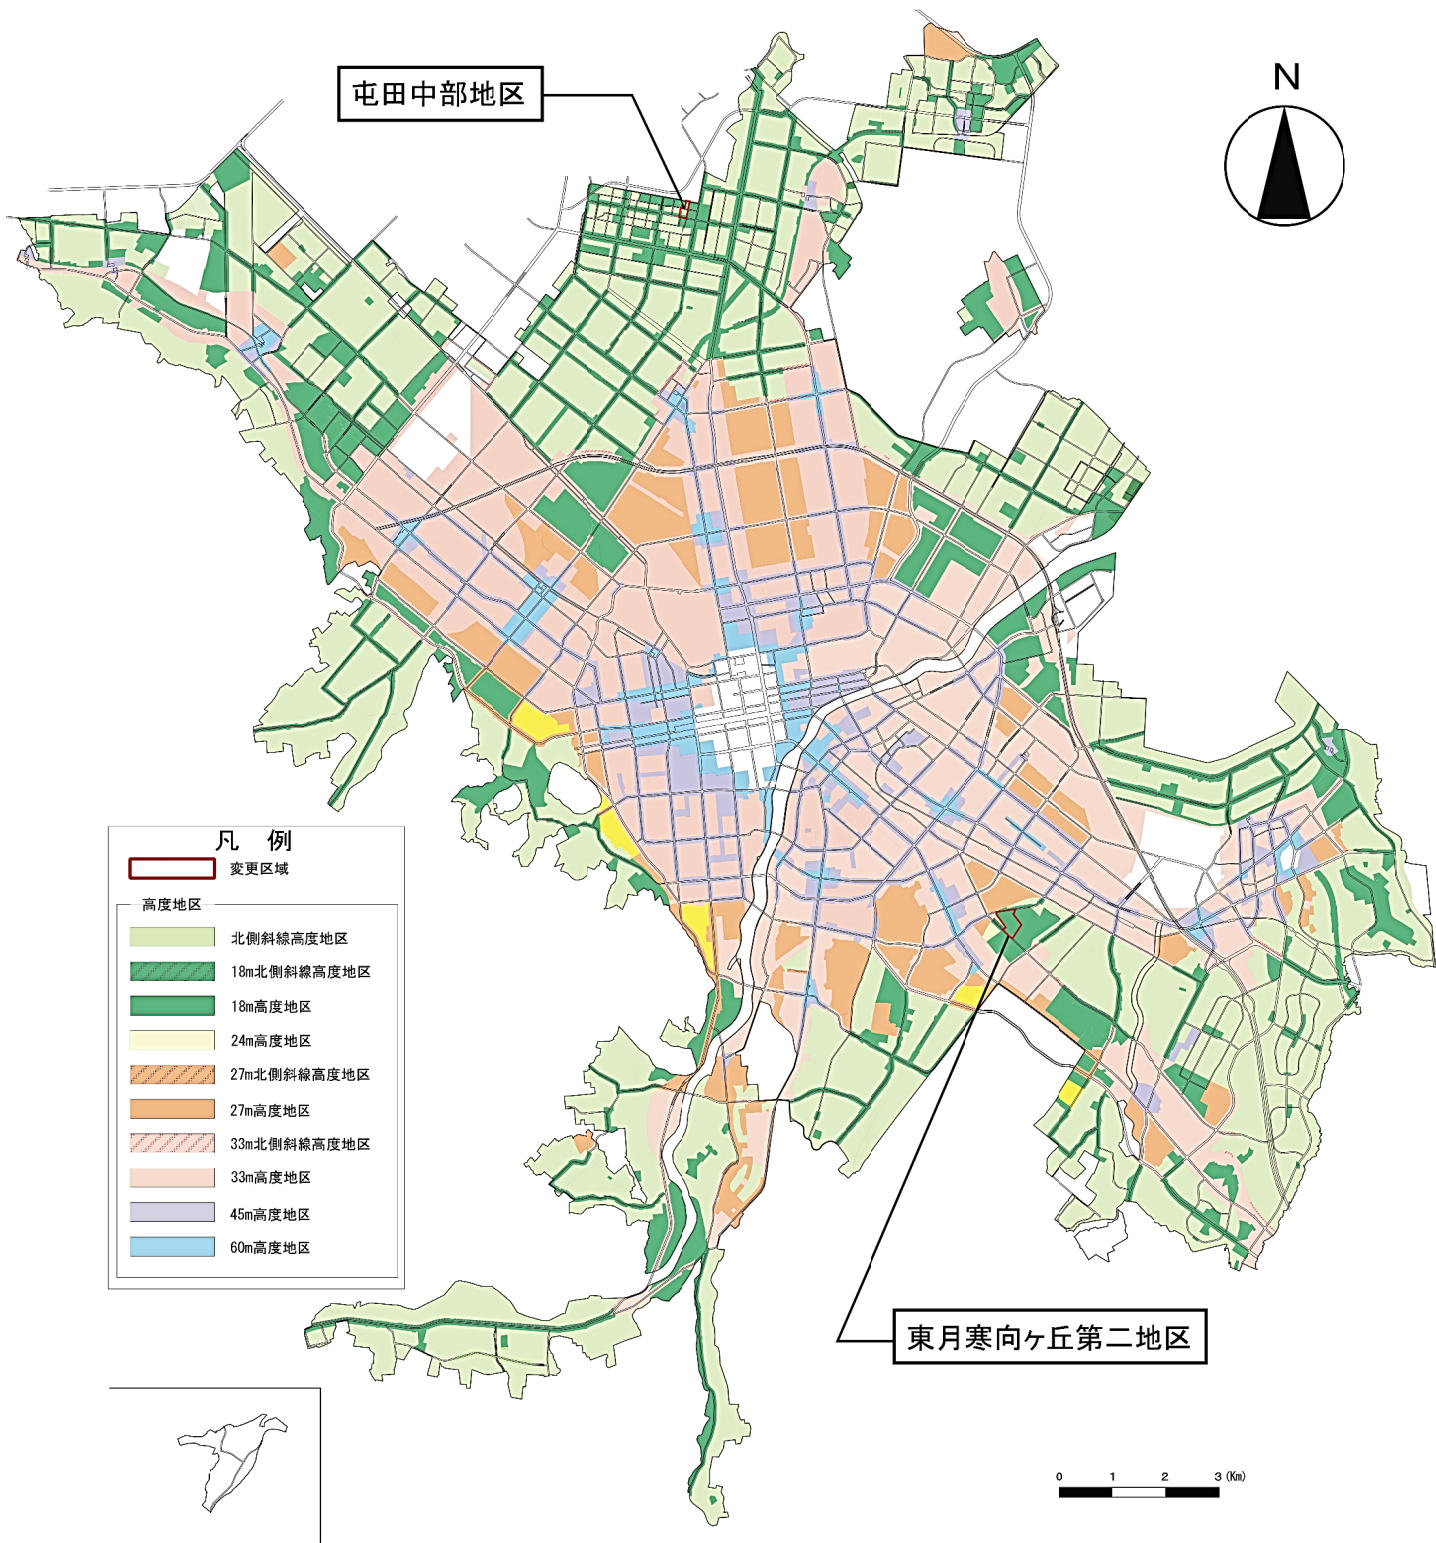 N
屯田中部地区
凡 例
変更区域
高度地区
北側斜線高度地区
18m北側斜線高度地区
18m高度地区
24m高度地区
27m北側斜線高度地区
27m高度地区
33m北側斜線高度地区
33m高度地区
45m高度地区
60m高度地区
東月寒向ヶ丘第二地区
0 1 2 3 (Km)